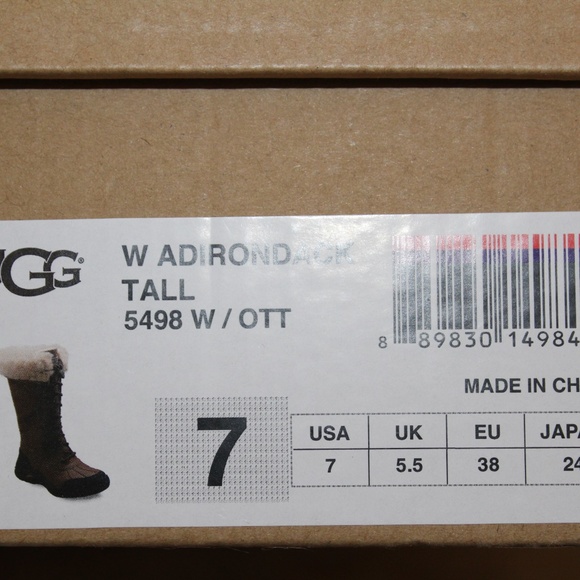 UGG®
W ADIRONDACK
TALL
5498 W / OTT
8 89830 14984
MADE IN
7
USA UK EU
7 5.5 38 24